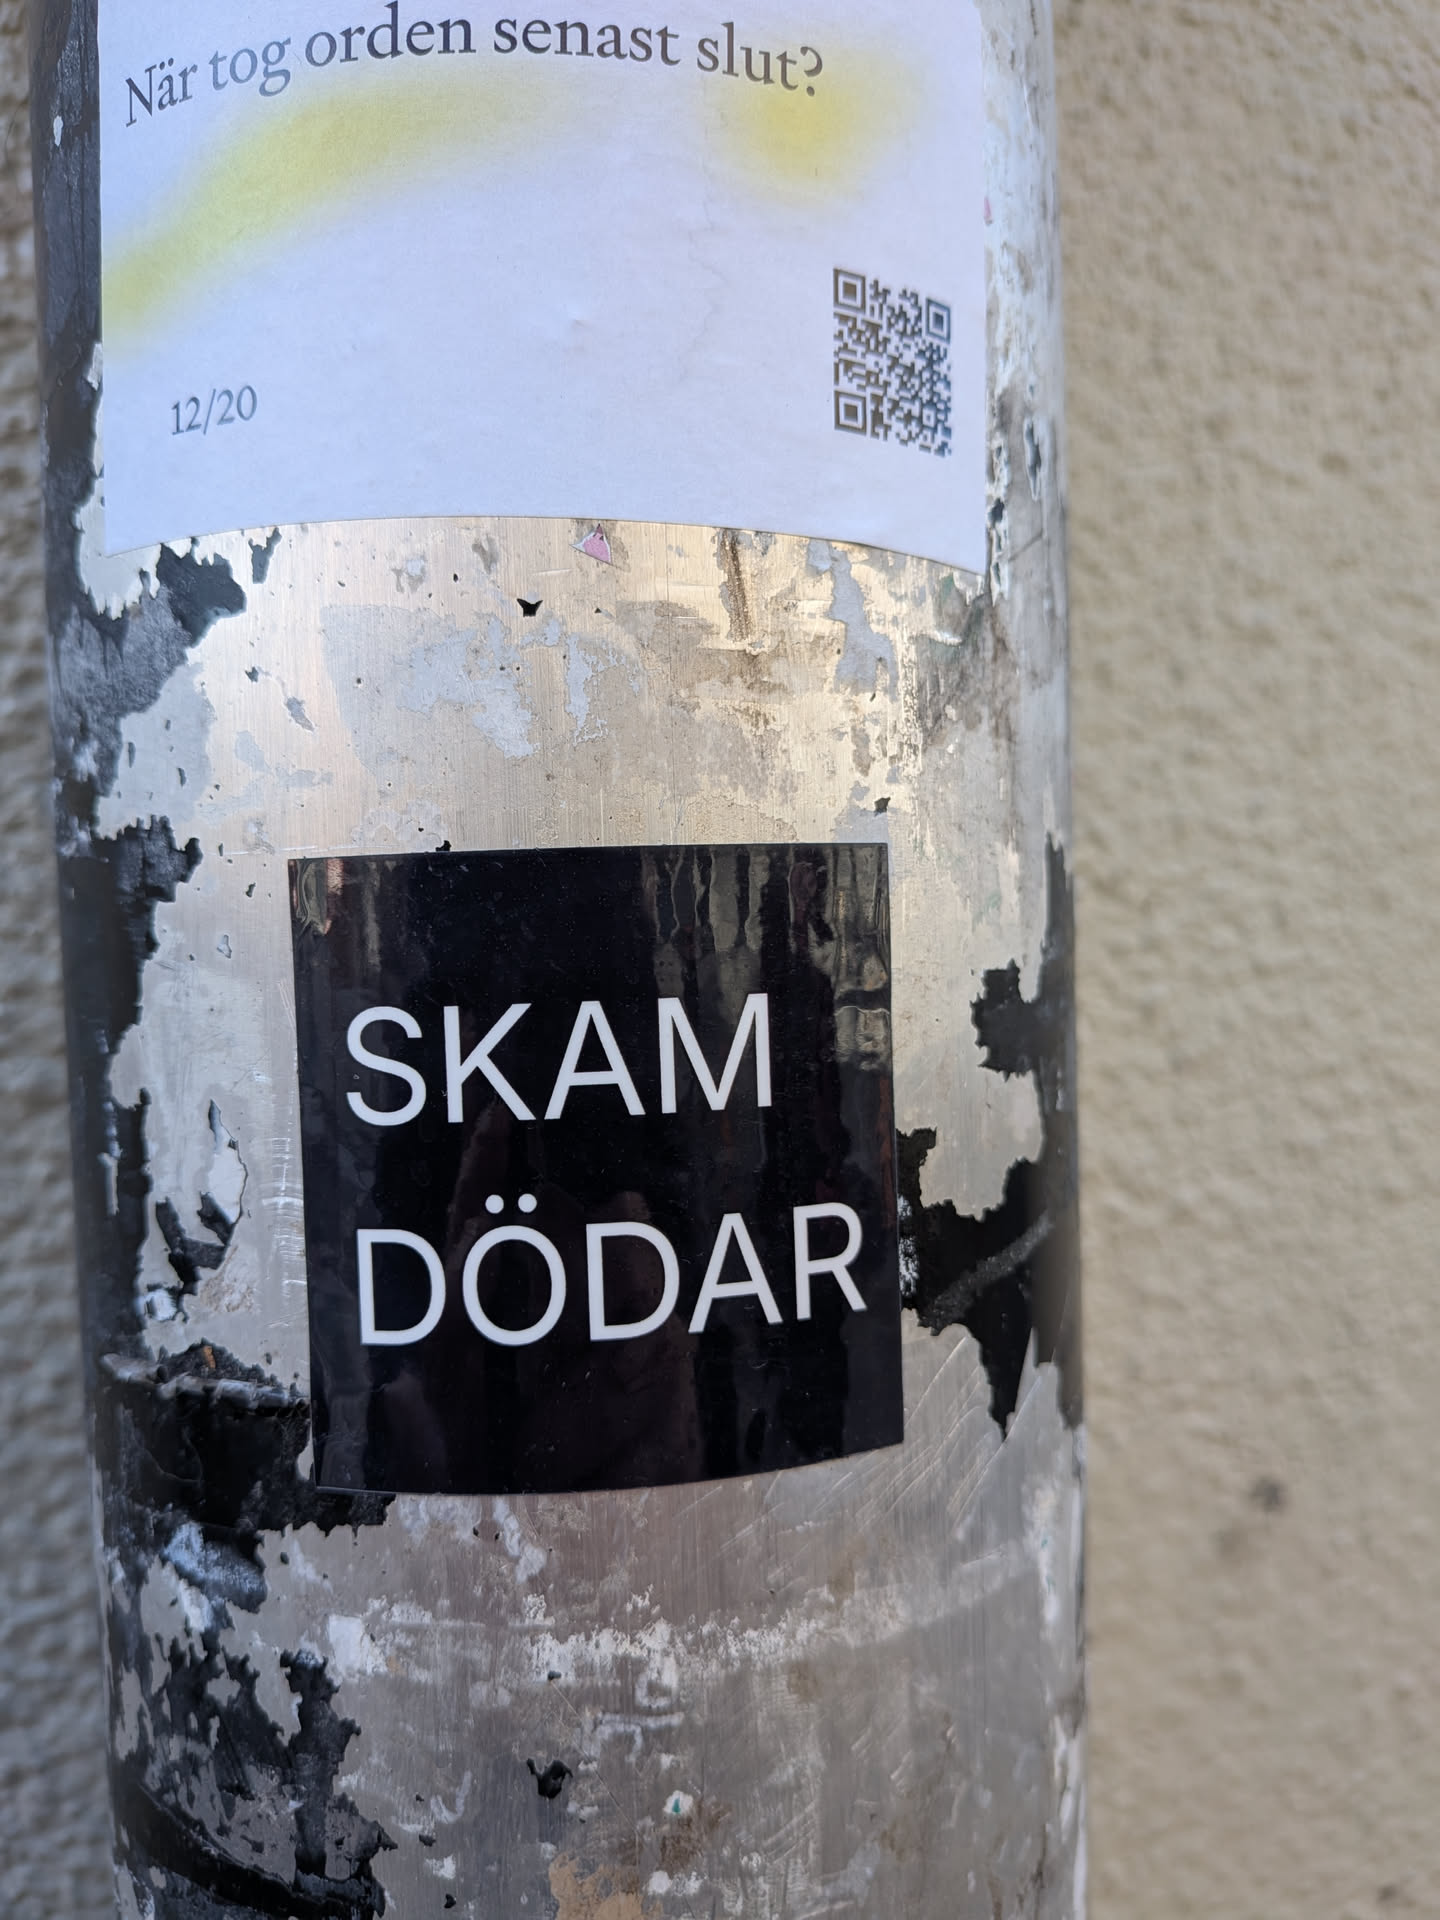 När tog orden senast slut?
12/20
SKAM
DÖDAR